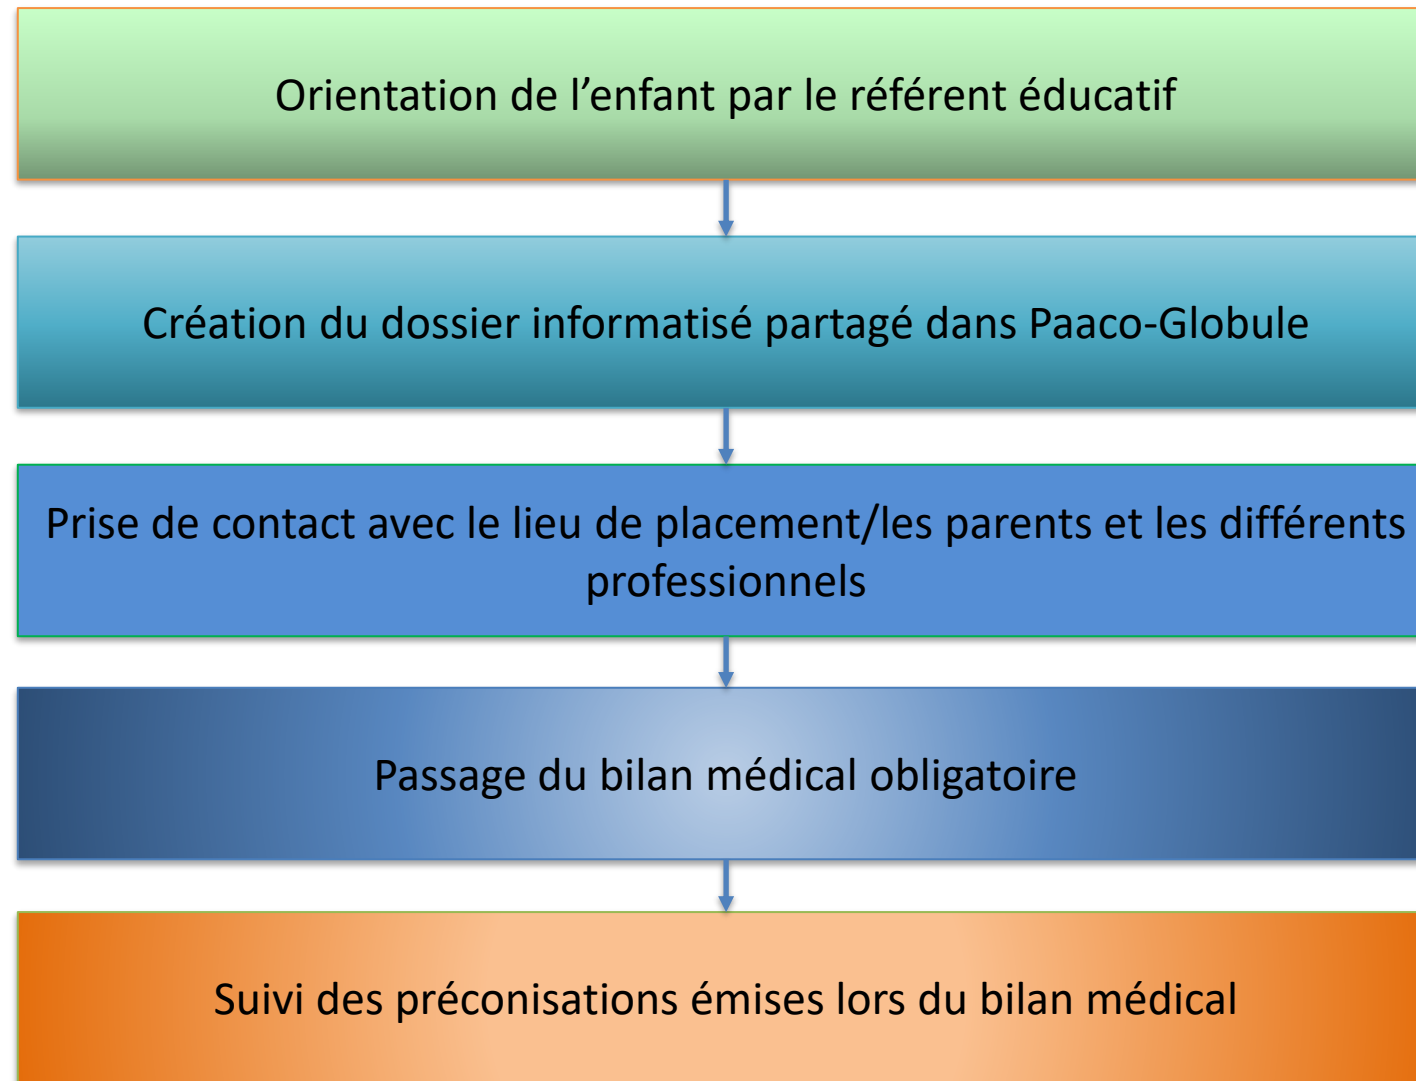 Orientation de l’enfant par le référent éducatif
Création du dossier informatisé partagé dans Paaco-Globule
Prise de contact avec le lieu de placement/les parents et les différents
professionnels
Passage du bilan médical obligatoire
Suivi des préconisations émises lors du bilan médical